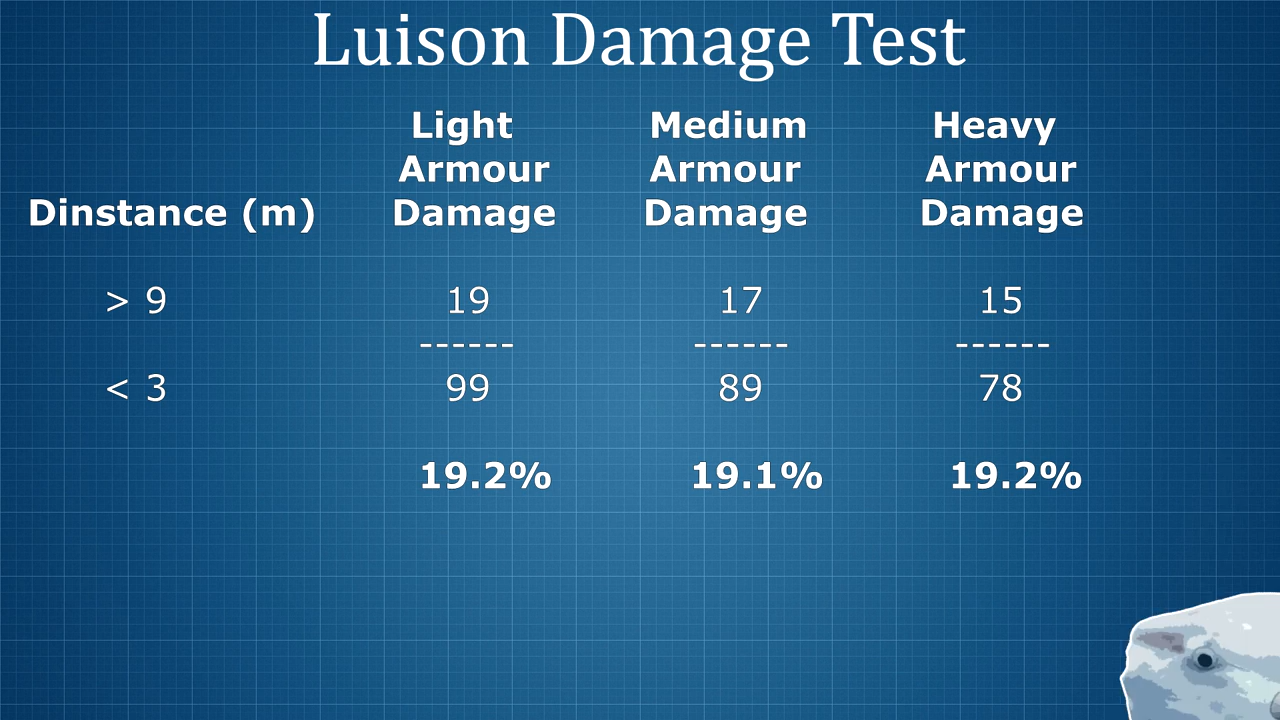 Luison Damage Test
Light Medium Heavy
Armour Armour Armour
Dinstance (m) Damage Damage Damage
> 9 19 17 15
------ ------ ------
< 3 99 89 78
19.2% 19.1% 19.2%